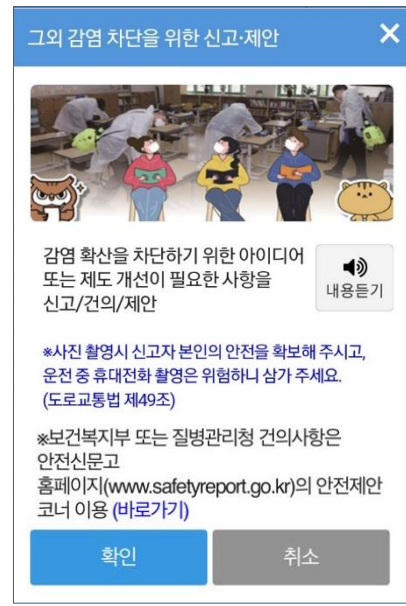 그외 감염 차단을 위한 신고·제안
감염 확산을 차단하기 위한 아이디어
또는 제도 개선이 필요한 사항을
신고/건의/제안
내용듣기
※사진 촬영시 신고자 본인의 안전을 확보해 주시고,
운전 중 휴대전화 촬영은 위험하니 삼가 주세요.
(도로교통법 제49조)
※보건복지부 또는 질병관리청 건의사항은
안전신문고
홈페이지(www.safetyreport.go.kr)의 안전제안
코너 이용 (바로가기)
확인
취소